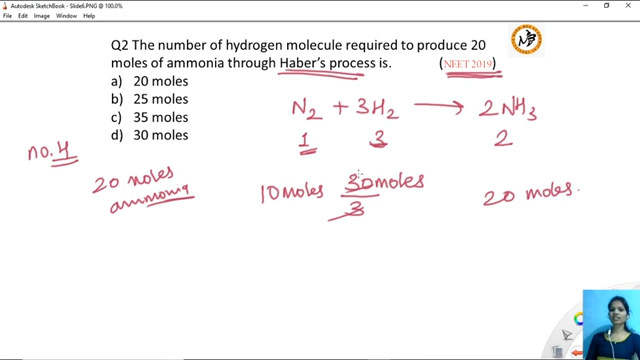 Autodesk SketchBook - Slide6.PNG @ 100.0%
File Edit Image Window Help
Q2 The number of hydrogen molecule required to produce 20
moles of ammonia through Haber's process is. (NEET 2019)
a) 20 moles
b) 25 moles
c) 35 moles
d) 30 moles
N2 + 3H2 → 2NH3
1 3 2
no.4
20 moles
ammonia
10 moles 30 moles 20 moles.
3